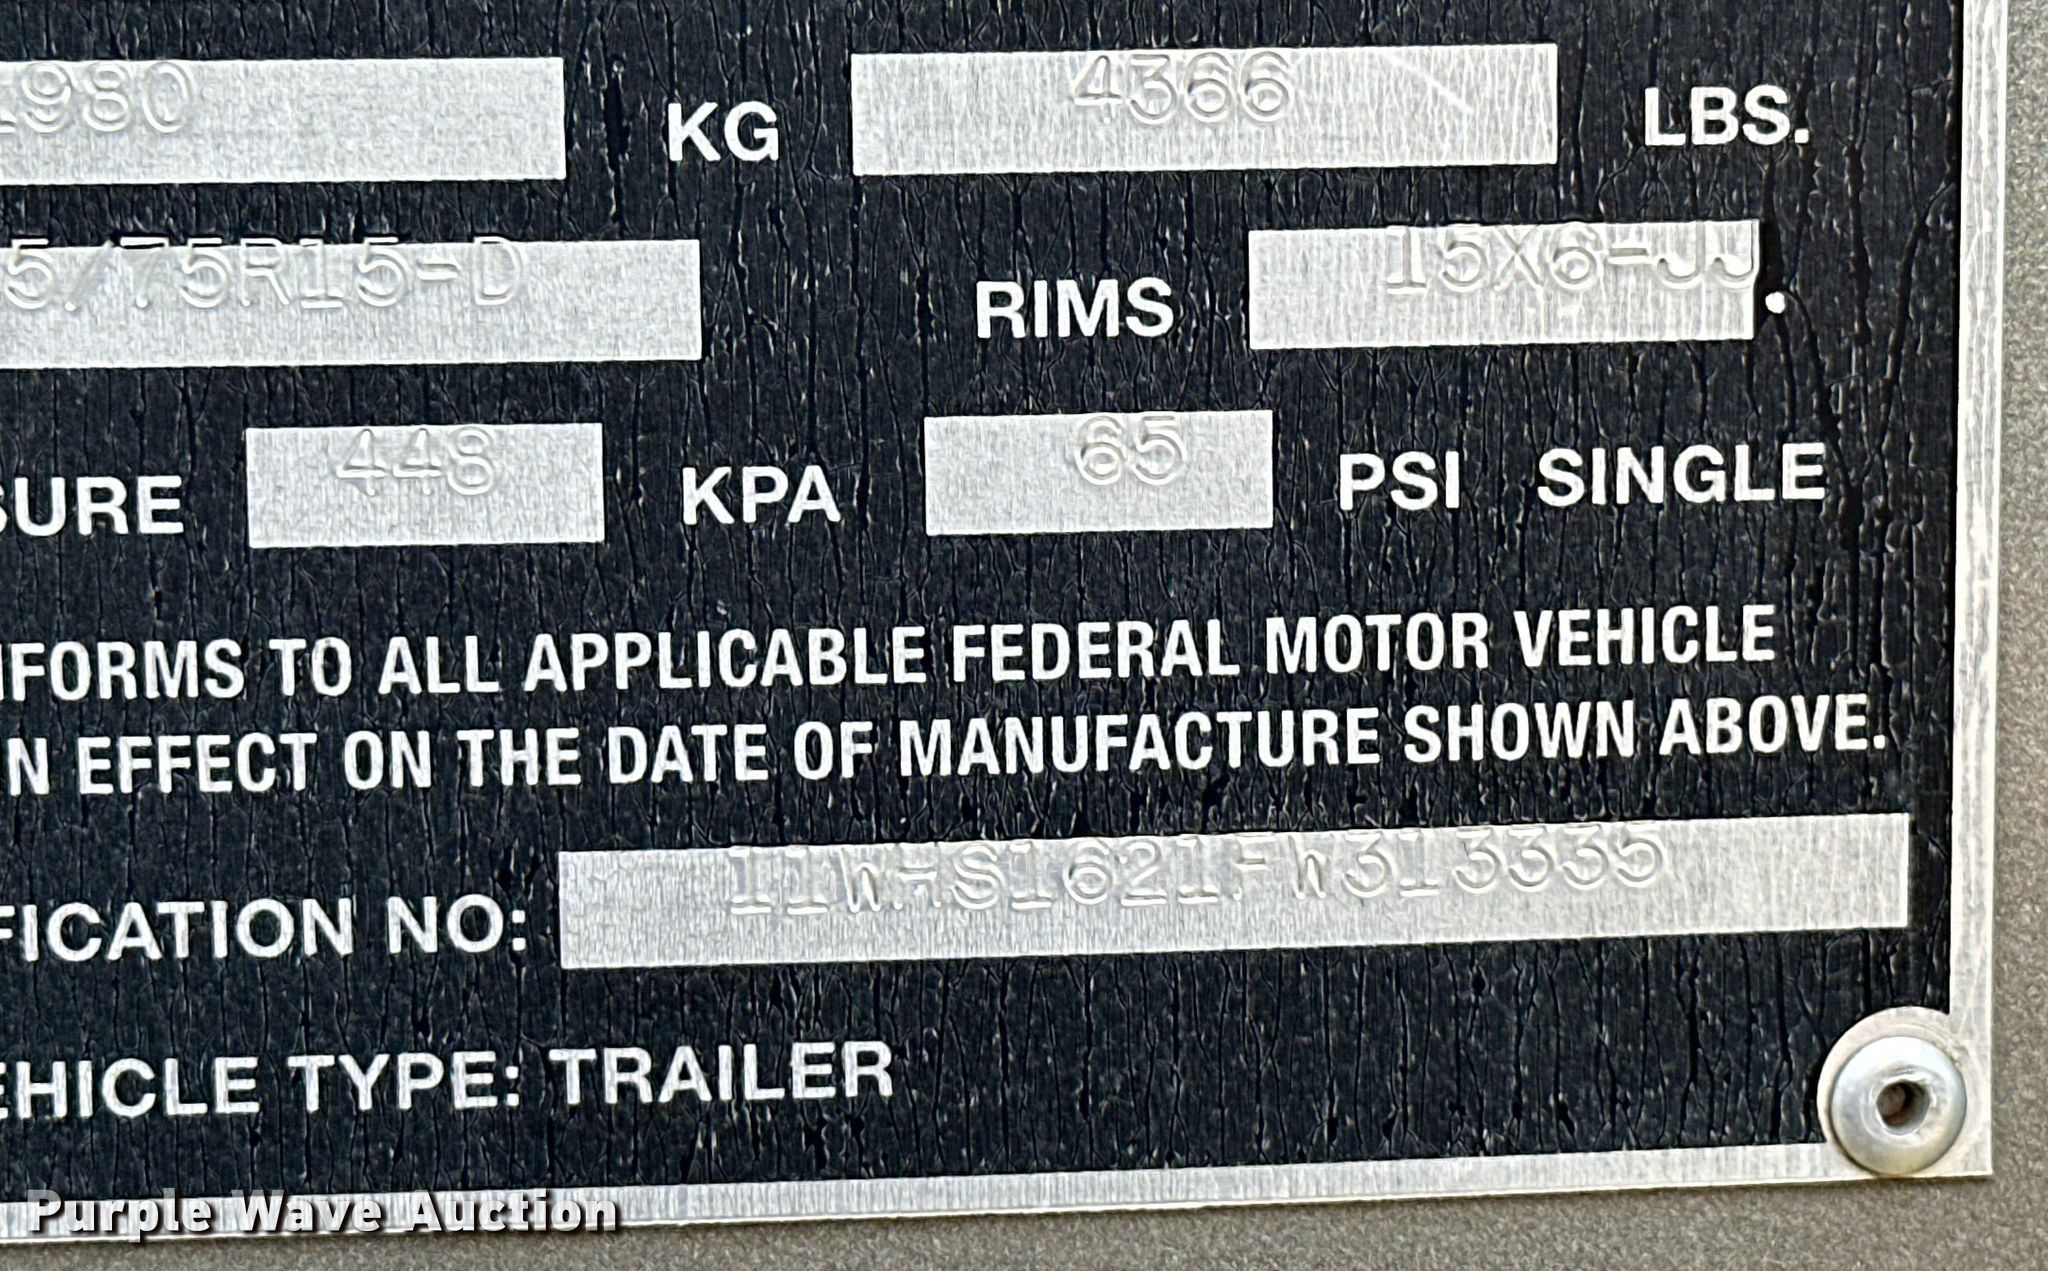 1980 KG 4366 LBS.
5/75R15-D RIMS 15X6-JJ.
SURE 448 KPA 65 PSI SINGLE
NFORMS TO ALL APPLICABLE FEDERAL MOTOR VEHICLE
N EFFECT ON THE DATE OF MANUFACTURE SHOWN ABOVE.
FICATION NO: 11WHS1621FW313335
EHICLE TYPE: TRAILER
Purple Wave Auction